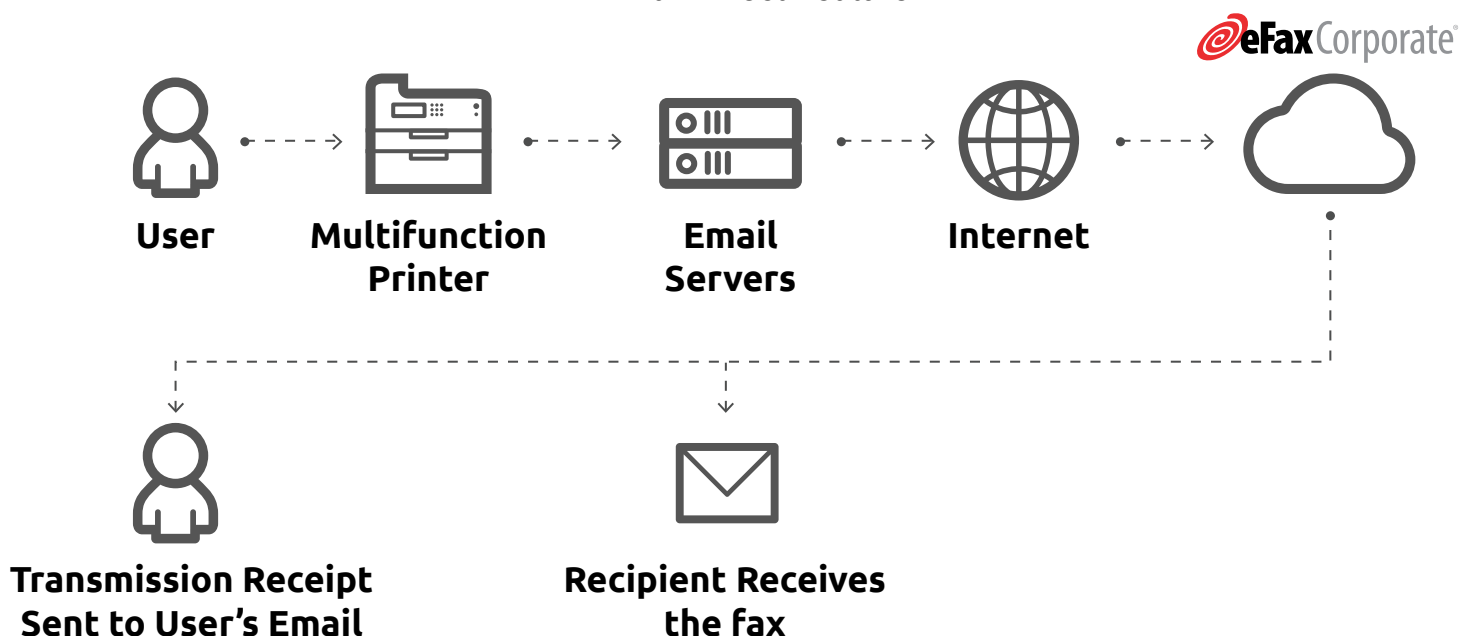 eFax Corporate®
User
Multifunction
Printer
Email
Servers
Internet
Transmission Receipt
Sent to User's Email
Recipient Receives
the fax